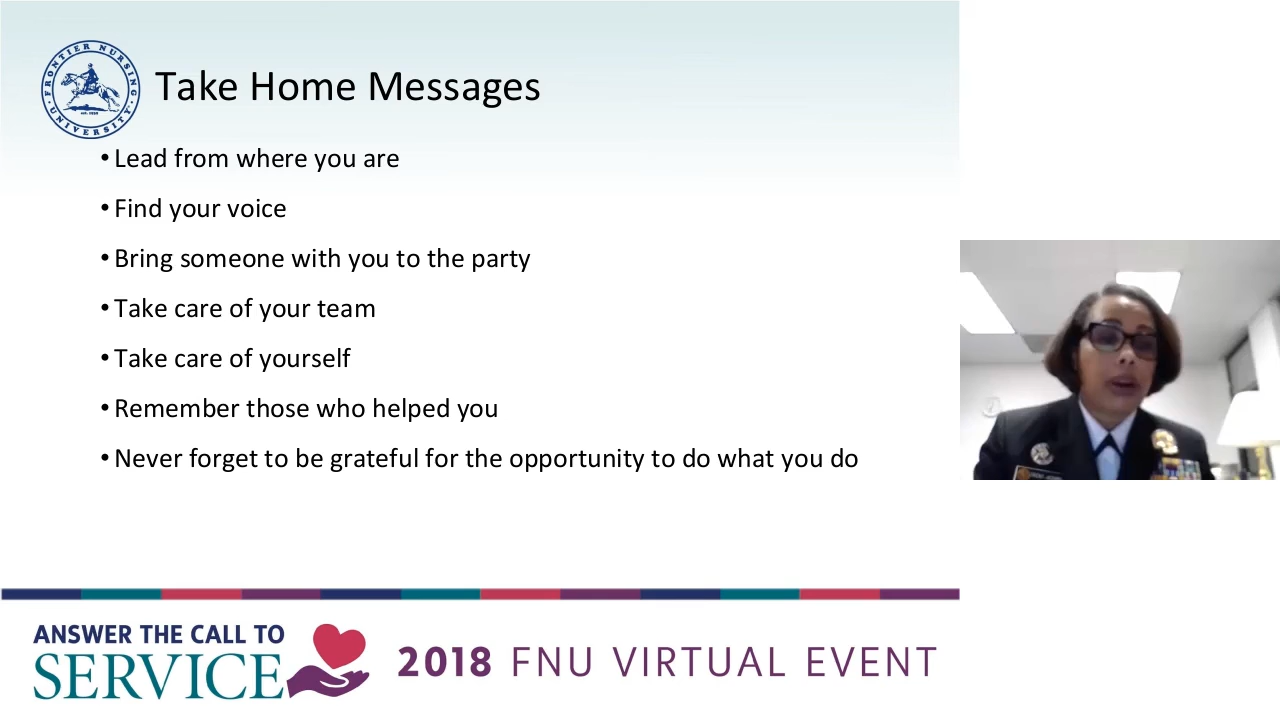 FRONTIER NURSING
UNIVERSITY
Take Home Messages
• Lead from where you are
• Find your voice
• Bring someone with you to the party
• Take care of your team
• Take care of yourself
• Remember those who helped you
• Never forget to be grateful for the opportunity to do what you do
ANSWER THE CALL TO
SERVICE
2018 FNU VIRTUAL EVENT